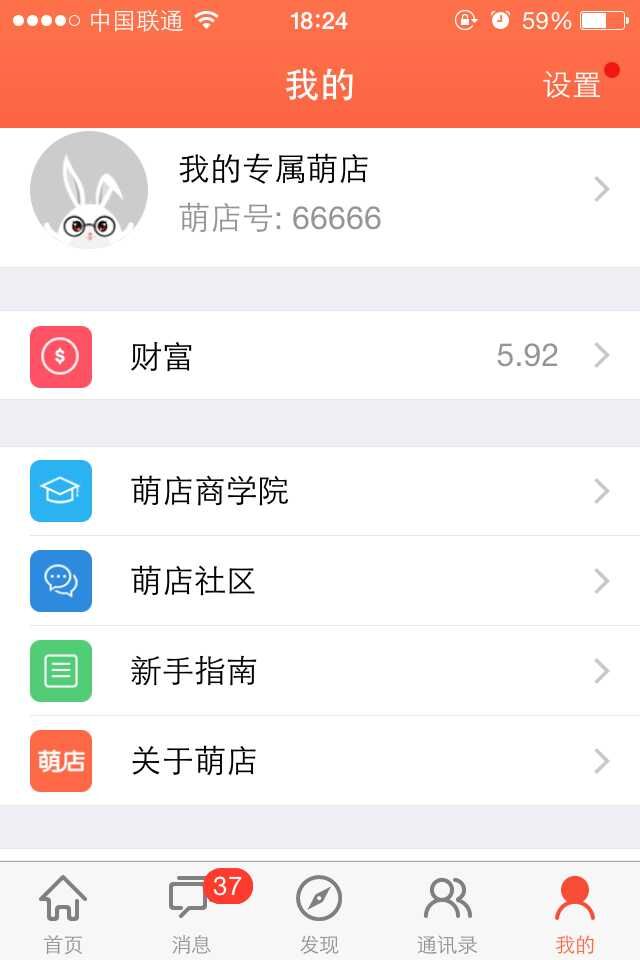 中国联通 18:24 59%
我的 设置
我的专属萌店
萌店号: 66666
财富 5.92
萌店商学院
萌店社区
新手指南
萌店 关于萌店
37
首页 消息 发现 通讯录 我的